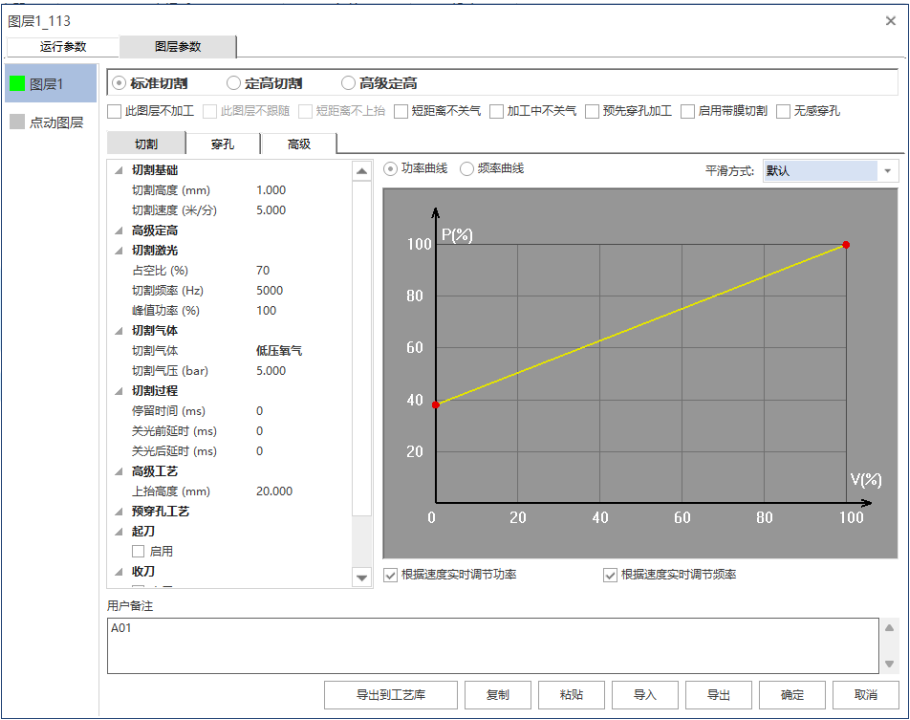 图层1_113
运行参数 图层参数
图层1
点动图层
标准切割 定高切割 高级定高
此图层不加工 此图层不跟随 短距离不上抬 短距离不关气 加工中不关气 预先穿孔加工 启用带膜切割 无感穿孔
切割 穿孔 高级
切割基础
切割高度 (mm) 1.000
切割速度 (米/分) 5.000
高级定高
切割激光
占空比 (%) 70
切割频率 (Hz) 5000
峰值功率 (%) 100
切割气体
切割气体 低压氧气
切割气压 (bar) 5.000
切割过程
停留时间 (ms) 0
关光前延时 (ms) 0
关光后延时 (ms) 0
高级工艺
上抬高度 (mm) 20.000
预穿孔工艺
起刀
启用
收刀
功率曲线 频率曲线
平滑方式: 默认
P(%)
100
80
60
40
20
V(%)
0 20 40 60 80 100
根据速度实时调节功率 根据速度实时调节频率
用户备注
A01
导出到工艺库 复制 粘贴 导入 导出 确定 取消